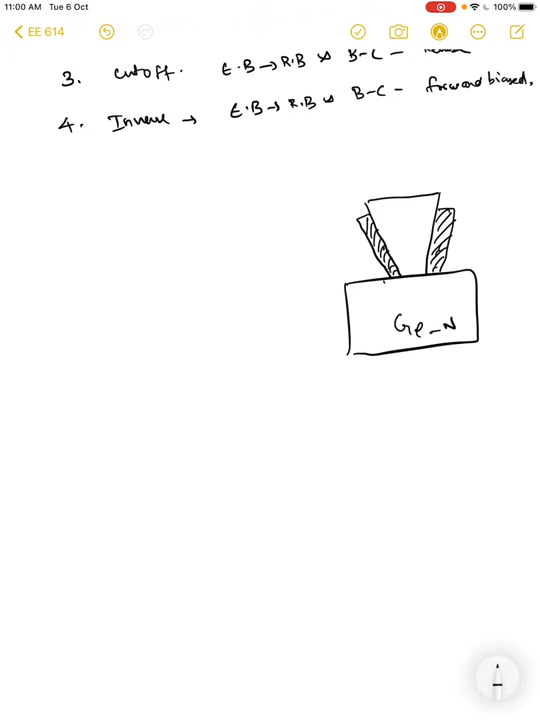 11:00 AM Tue 6 Oct
100%
EE 614
3. Cutoff. E.B → R.B B-C -
4. Inverse → E.B → R.B B-C - forward biased,
Ge-N